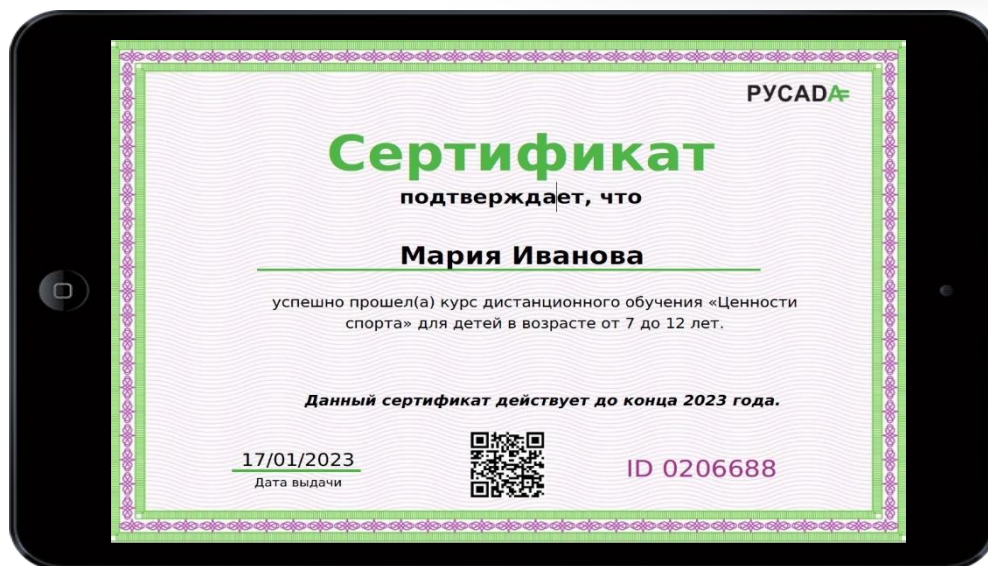 РУСАDA
Сертификат
подтверждает, что
Мария Иванова
успешно прошел(а) курс дистанционного обучения «Ценности
спорта» для детей в возрасте от 7 до 12 лет.
Данный сертификат действует до конца 2023 года.
17/01/2023
Дата выдачи
ID 0206688